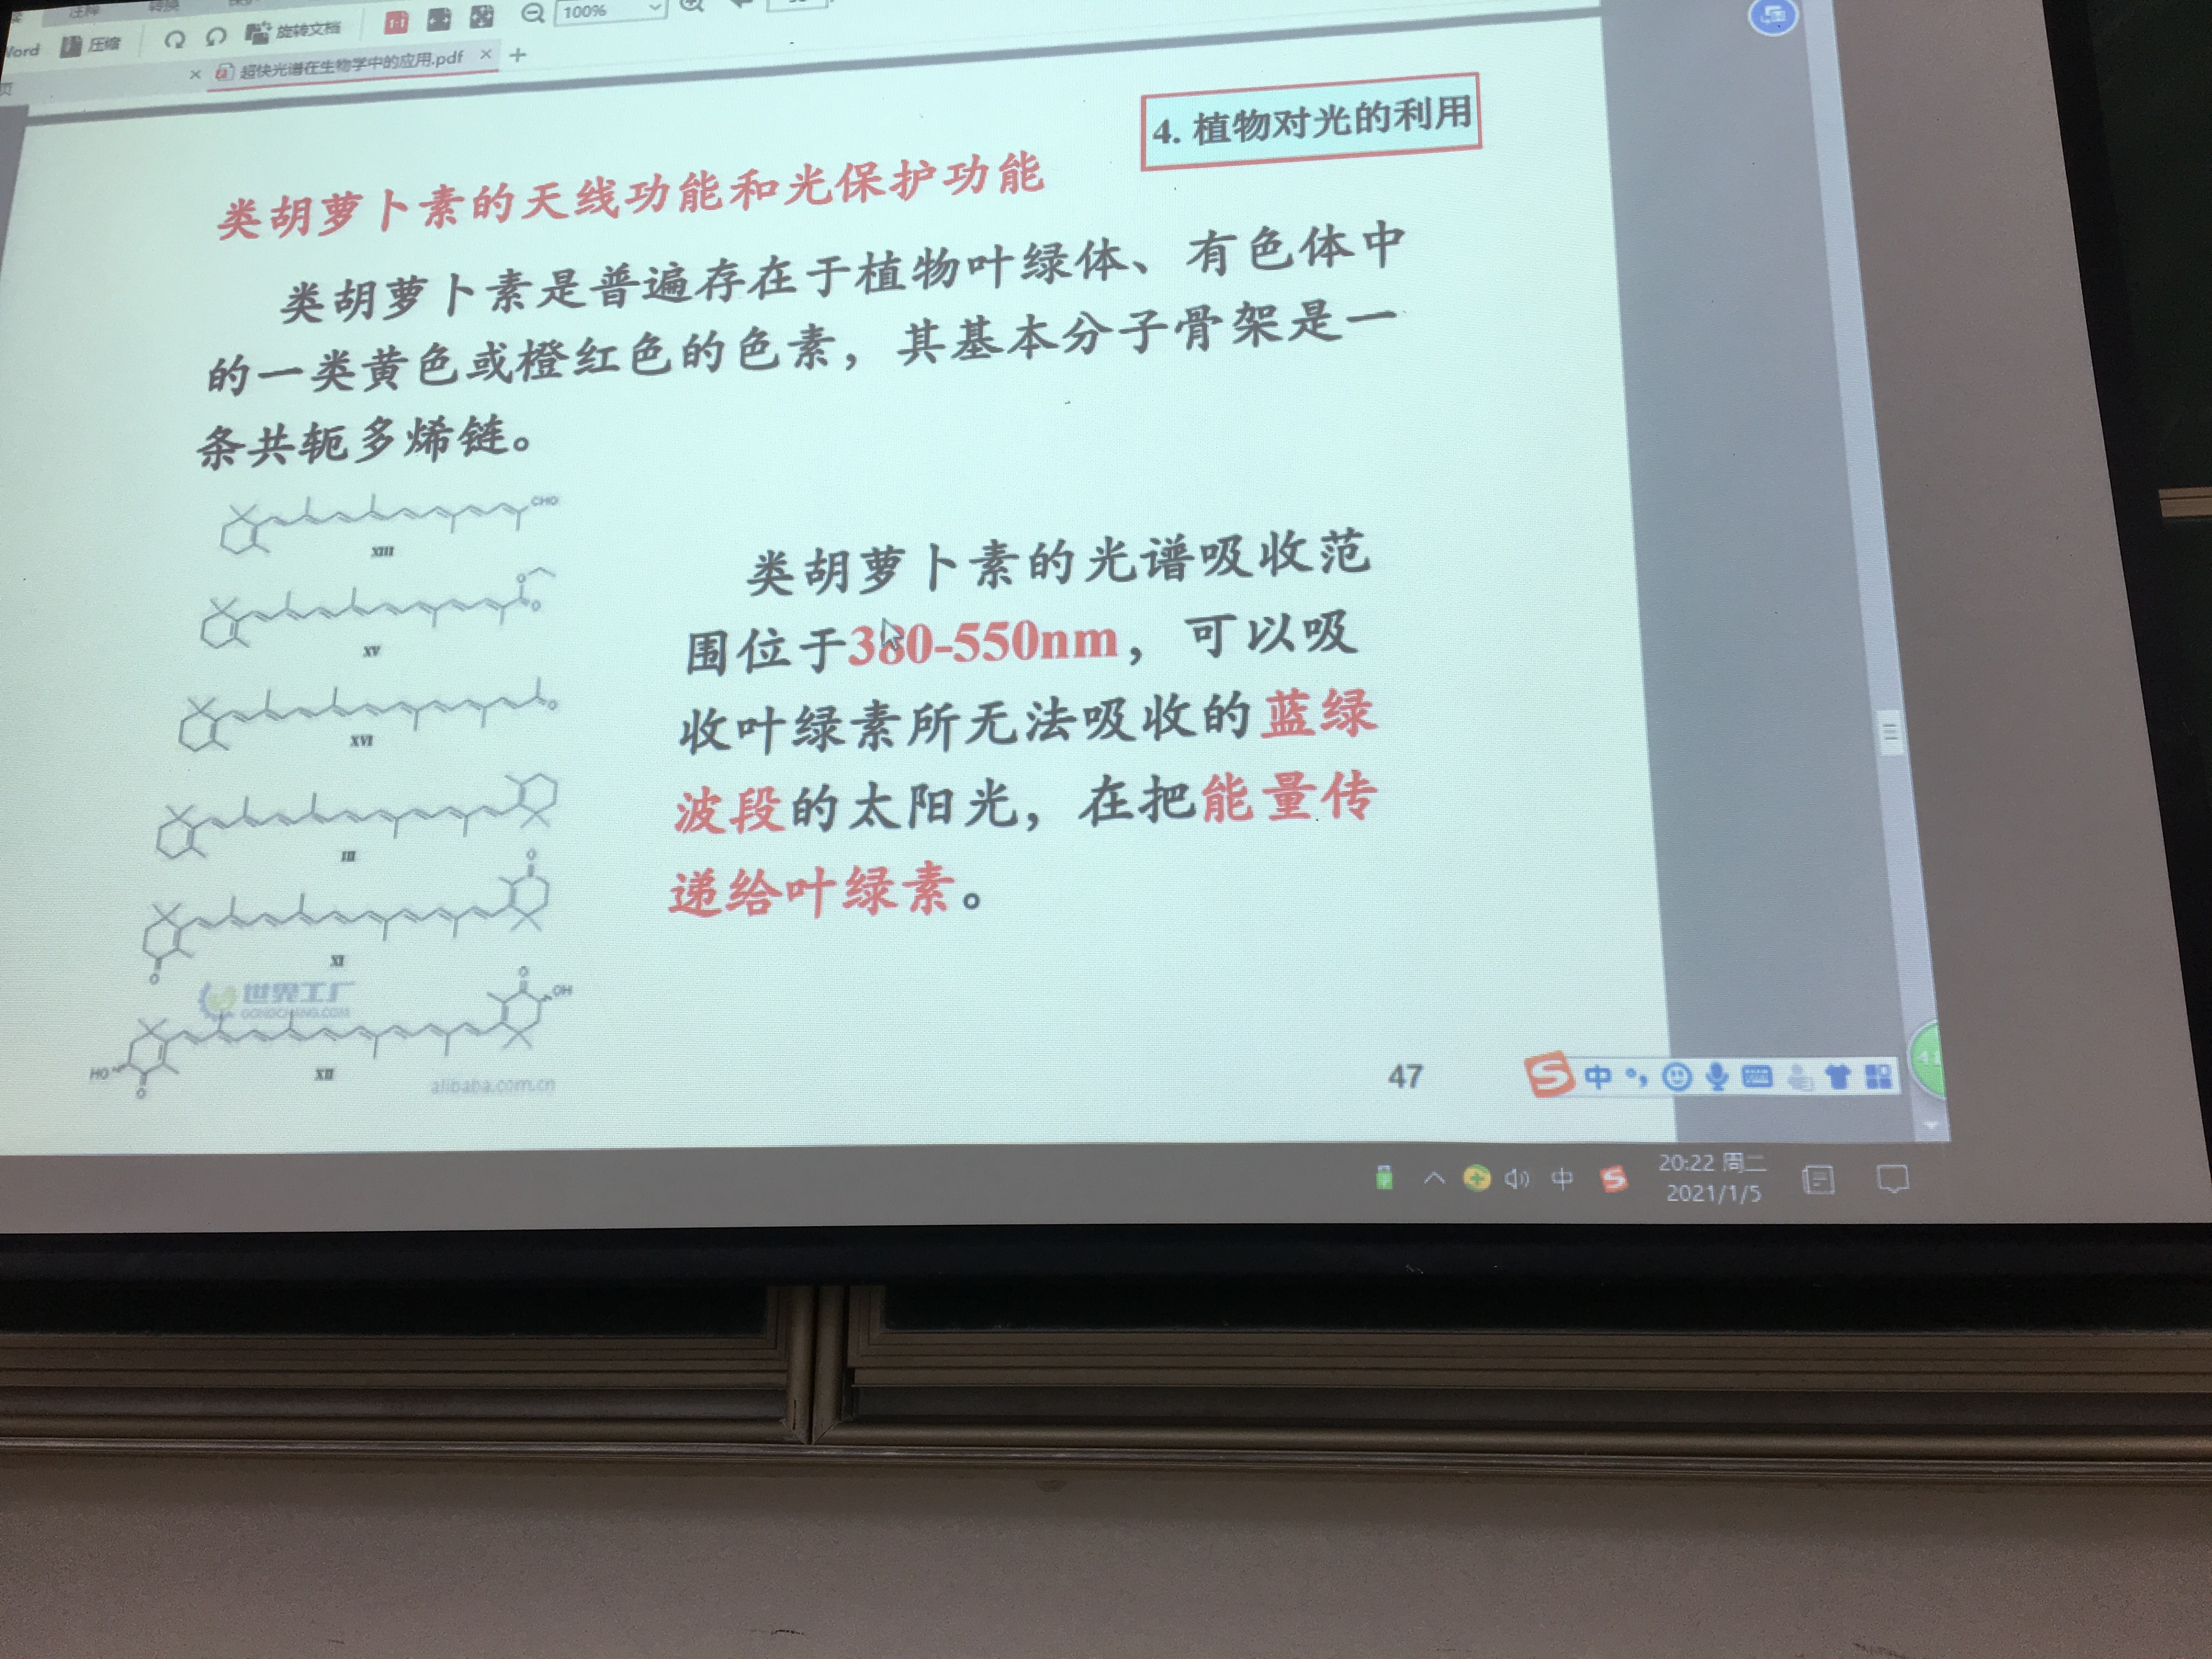 转换
Word
压缩
旋转文档
100%
超快光谱在生物学中的应用.pdf
页
4. 植物对光的利用
类胡萝卜素的天线功能和光保护功能
类胡萝卜素是普遍存在于植物叶绿体、有色体中
的一类黄色或橙红色的色素，其基本分子骨架是一
条共轭多烯链。
CHO
XIII
O
O
XV
O
XVI
III
O
O
XI
世界工厂
GONGCHANG.COM
O
OH
HO
O
XII
alibaba.com.cn
类胡萝卜素的光谱吸收范
围位于380-550nm，可以吸
收叶绿素所无法吸收的蓝绿
波段的太阳光，在把能量传
递给叶绿素。
47
S中
中 S
20:22 周二
2021/1/5